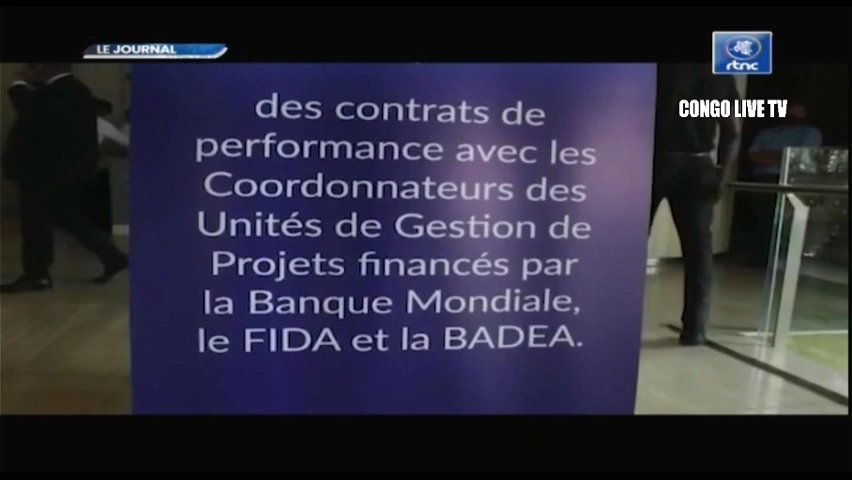 LE JOURNAL
rtnc
CONGO LIVE TV
des contrats de
performance avec les
Coordonnateurs des
Unités de Gestion de
Projets financés par
la Banque Mondiale,
le FIDA et la BADEA.